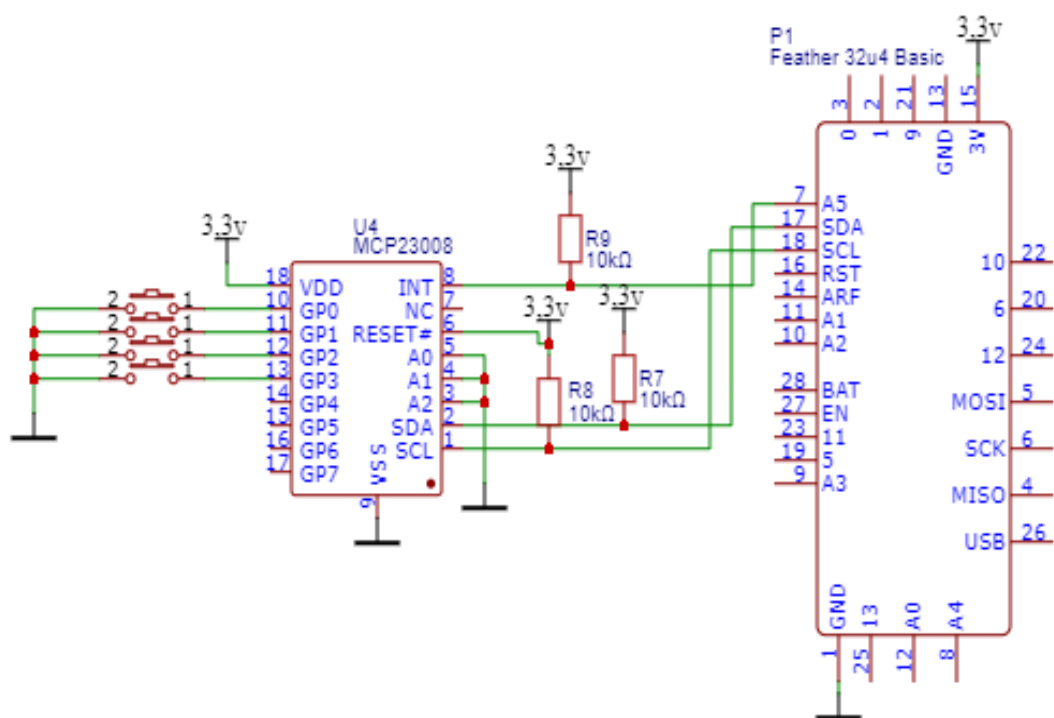 3.3v
P1
Feather 32u4 Basic
3 2 21 13 15
0 1 9 GND 3V
3.3v
7 A5
17 SDA
18 SCL
16 RST
14 ARF
11 A1
10 A2
28 BAT
27 EN
23 11
19 5
9 A3
10 22
6 20
12 24
MOSI 5
SCK 6
MISO 4
USB 26
GND 13 A0 A4
1 25 12 8
R9
10kΩ
3.3v
U4
MCP23008
18 VDD
10 GP0
11 GP1
12 GP2
13 GP3
14 GP4
15 GP5
16 GP6
17 GP7
INT 8
NC 7
RESET# 6
A0 5
A1 4
A2 3
SDA 2
SCL 1
VSS
9
2 1
2 1
2 1
2 1
3.3v
R8
10kΩ
3.3v
R7
10kΩ